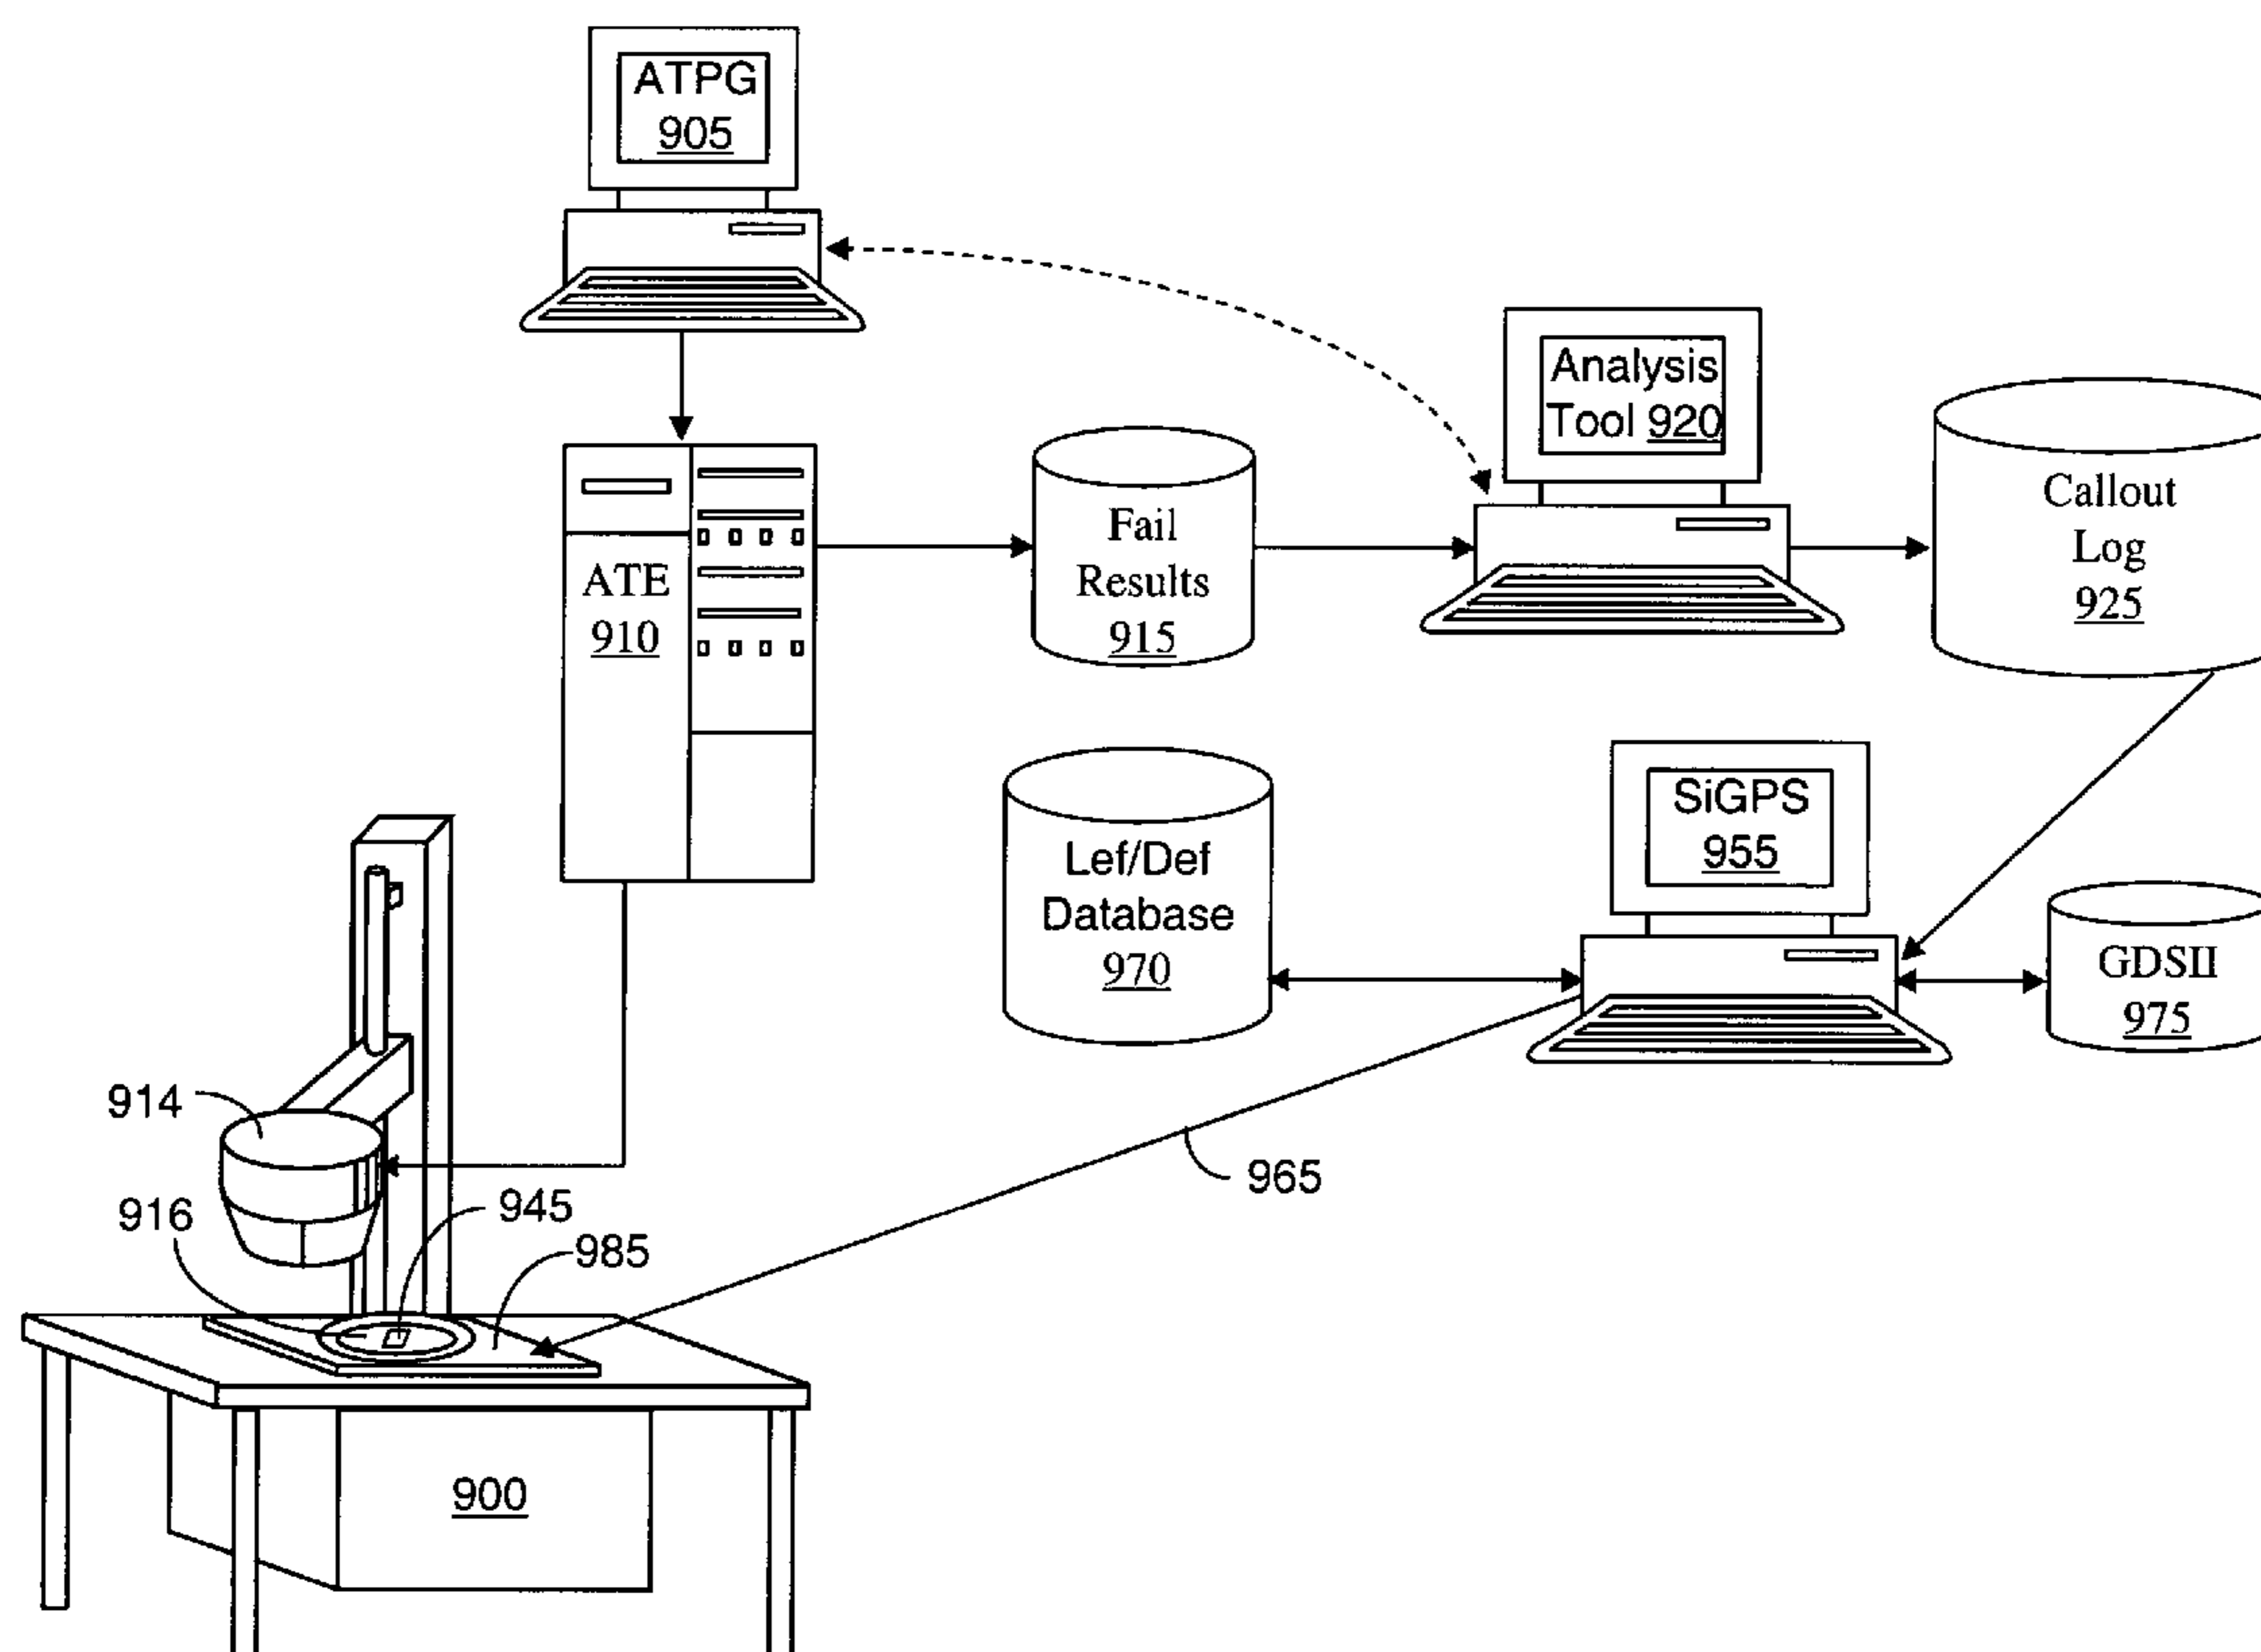 ATPG
905
Analysis
Tool 920
Callout
Log
925
Fail
Results
915
ATE
910
SiGPS
955
Lef/Def
Database
970
GDSII
975
914
965
916
945
985
900